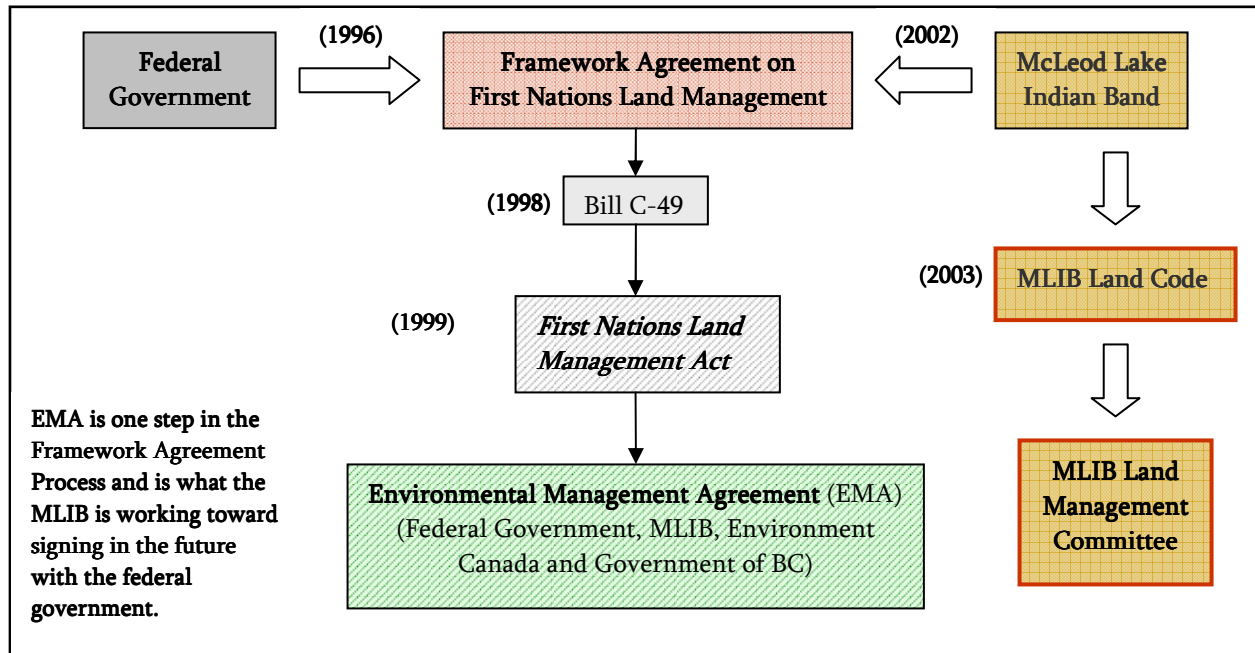 Federal
Government
(1996)
Framework Agreement on
First Nations Land Management
(2002)
McLeod Lake
Indian Band
(1998)
Bill C-49
(2003)
MLIB Land Code
(1999)
First Nations Land
Management Act
EMA is one step in the
Framework Agreement
Process and is what the
MLIB is working toward
signing in the future
with the federal
government.
Environmental Management Agreement (EMA)
(Federal Government, MLIB, Environment
Canada and Government of BC)
MLIB Land
Management
Committee